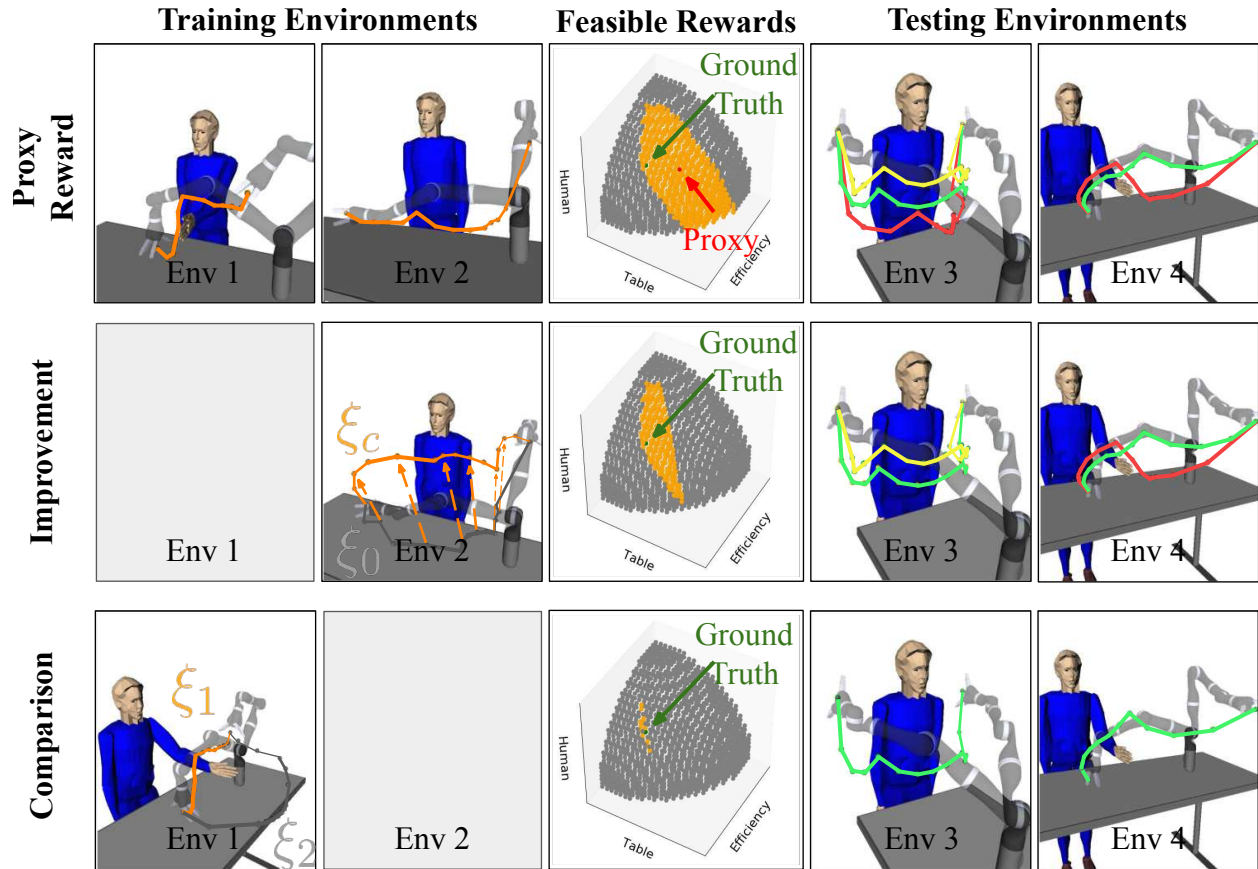 Training Environments
Feasible Rewards
Testing Environments
Proxy
Reward
Env 1
Env 2
Ground
Truth
Proxy
Human
Table
Efficiency
Env 3
Env 4
Improvement
Env 1
ξc
ξ0
Env 2
Ground
Truth
Human
Table
Efficiency
Env 3
Env 4
Comparison
ξ1
Env 1
ξ2
Env 2
Ground
Truth
Human
Table
Efficiency
Env 3
Env 4